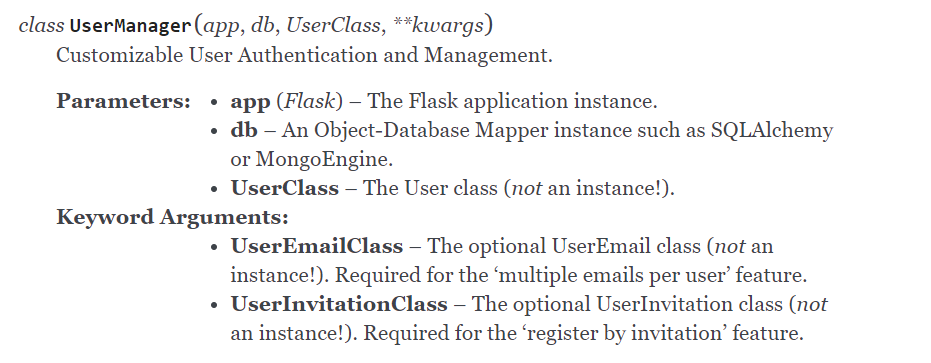 class UserManager(app, db, UserClass, **kwargs)
Customizable User Authentication and Management.
Parameters: • app (Flask) – The Flask application instance.
• db – An Object-Database Mapper instance such as SQLAlchemy
or MongoEngine.
• UserClass – The User class (not an instance!).
Keyword Arguments:
• UserEmailClass – The optional UserEmail class (not an
instance!). Required for the ‘multiple emails per user’ feature.
• UserInvitationClass – The optional UserInvitation class (not
an instance!). Required for the ‘register by invitation’ feature.